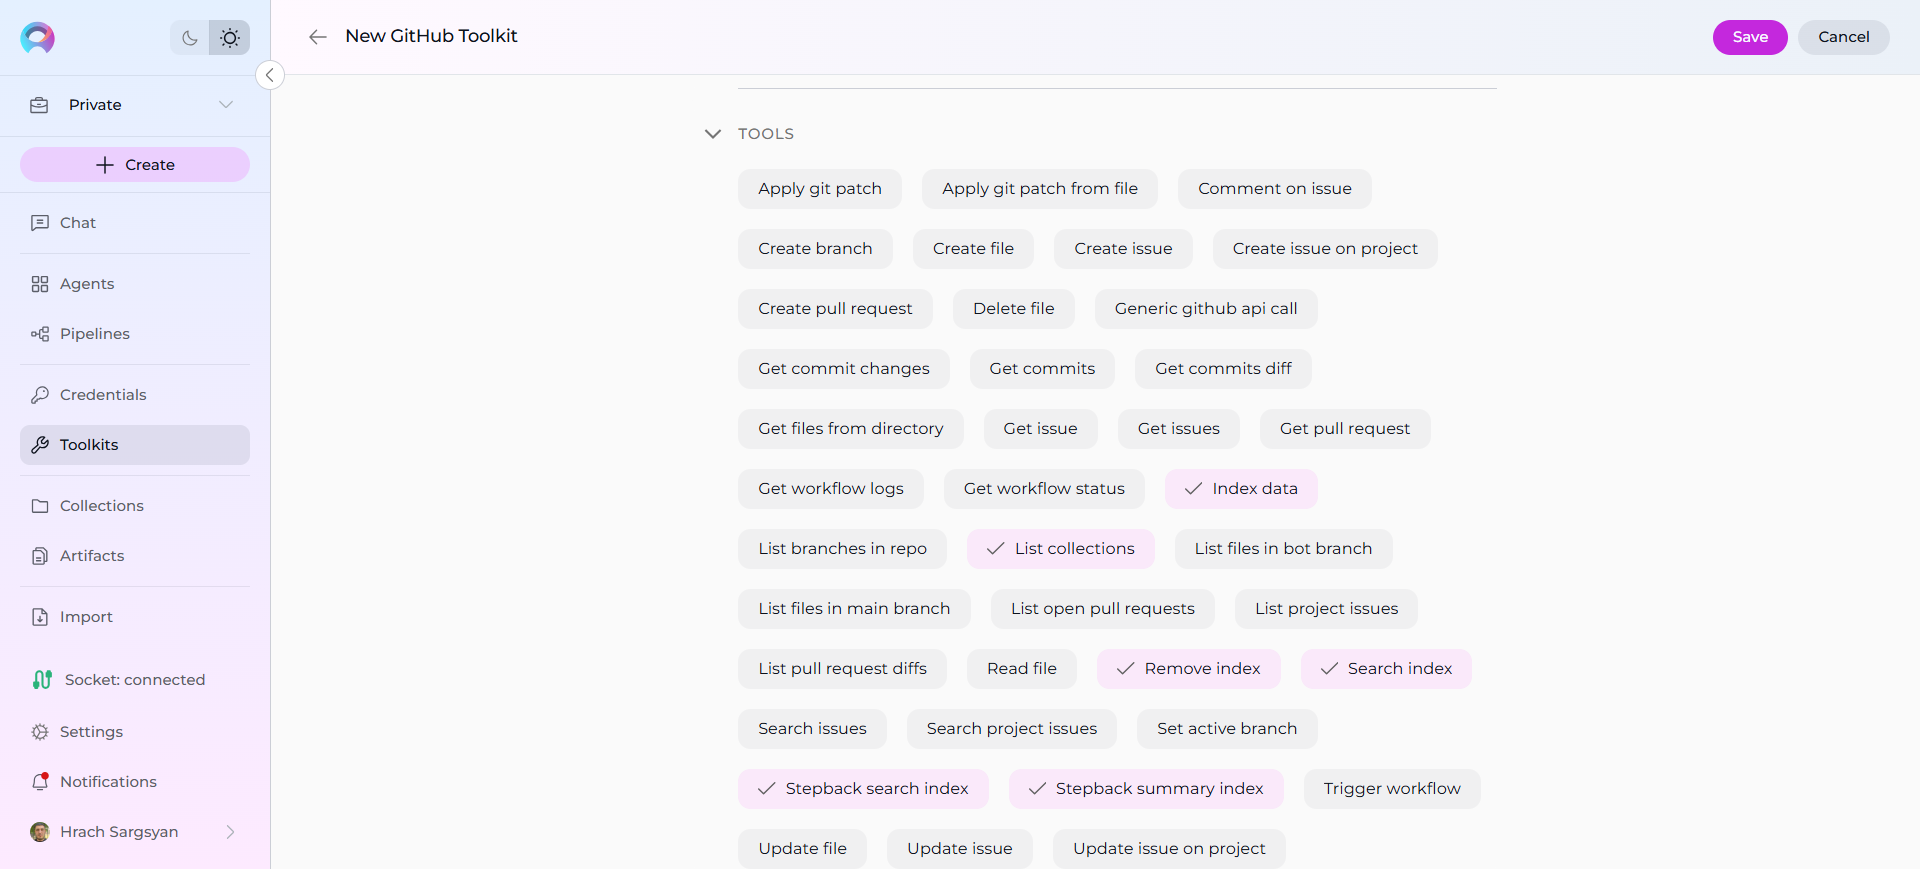 New GitHub Toolkit
Save
Cancel
Private
Create
Chat
Agents
Pipelines
Credentials
Toolkits
Collections
Artifacts
Import
Socket: connected
Settings
Notifications
Hrach Sargsyan
TOOLS
Apply git patch
Apply git patch from file
Comment on issue
Create branch
Create file
Create issue
Create issue on project
Create pull request
Delete file
Generic github api call
Get commit changes
Get commits
Get commits diff
Get files from directory
Get issue
Get issues
Get pull request
Get workflow logs
Get workflow status
Index data
List branches in repo
List collections
List files in bot branch
List files in main branch
List open pull requests
List project issues
List pull request diffs
Read file
Remove index
Search index
Search issues
Search project issues
Set active branch
Stepback search index
Stepback summary index
Trigger workflow
Update file
Update issue
Update issue on project